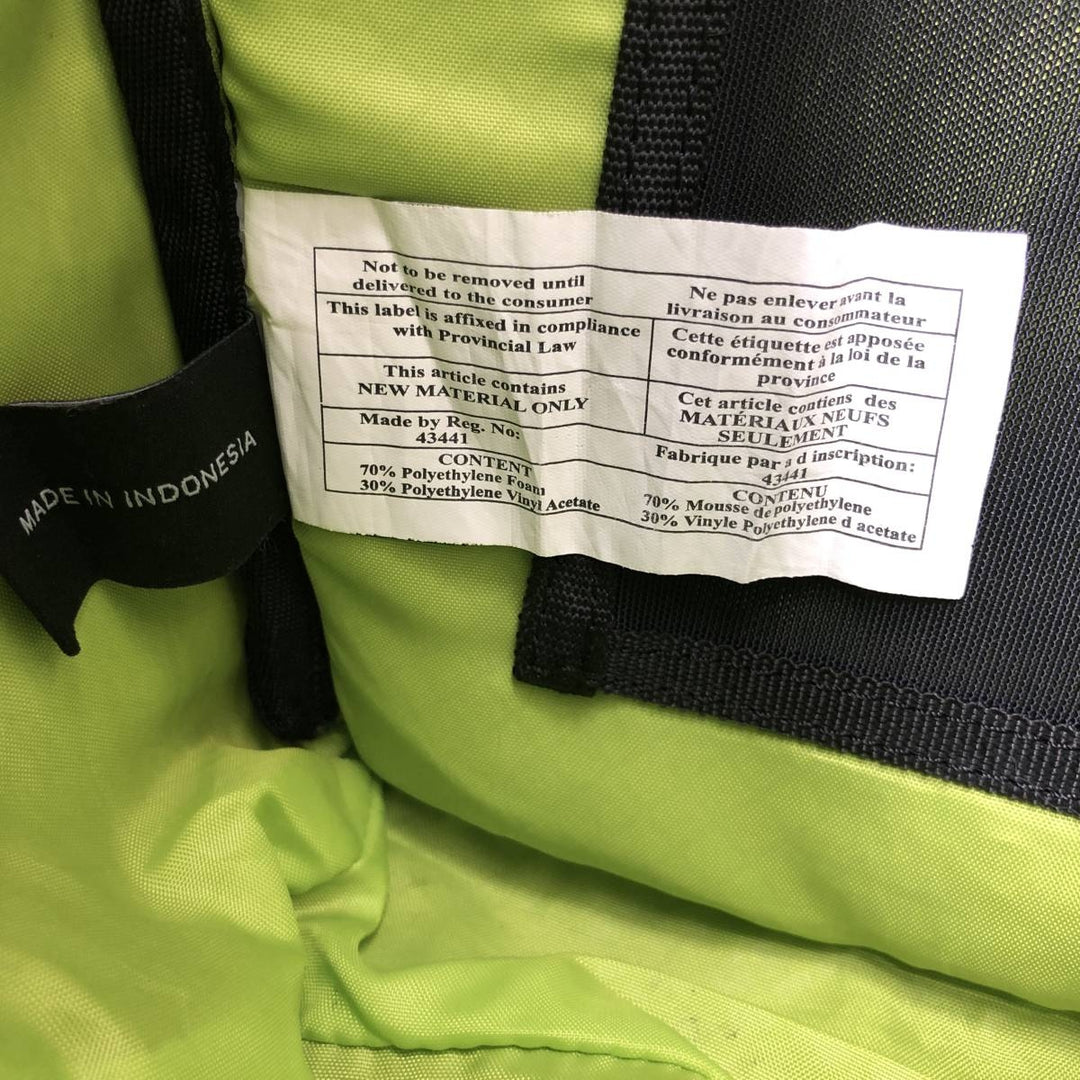 Not to be removed until
delivered to the consumer
This label is affixed in compliance
with Provincial Law
This article contains
NEW MATERIAL ONLY
Made by Reg. No:
43441
CONTENT
70% Polyethylene Foam
30% Polyethylene Vinyl Acetate
Ne pas enlever avant la
livraison au consommateur
Cette étiquette est apposée
conformément à la loi de la
province
Cet article contiens des
MATÉRIAUX NEUFS
SEULEMENT
Fabrique par a d inscription:
43441
CONTENU
70% Mousse de polyethylene
30% Vinyle Polyethylene d acetate
MADE IN INDONESIA